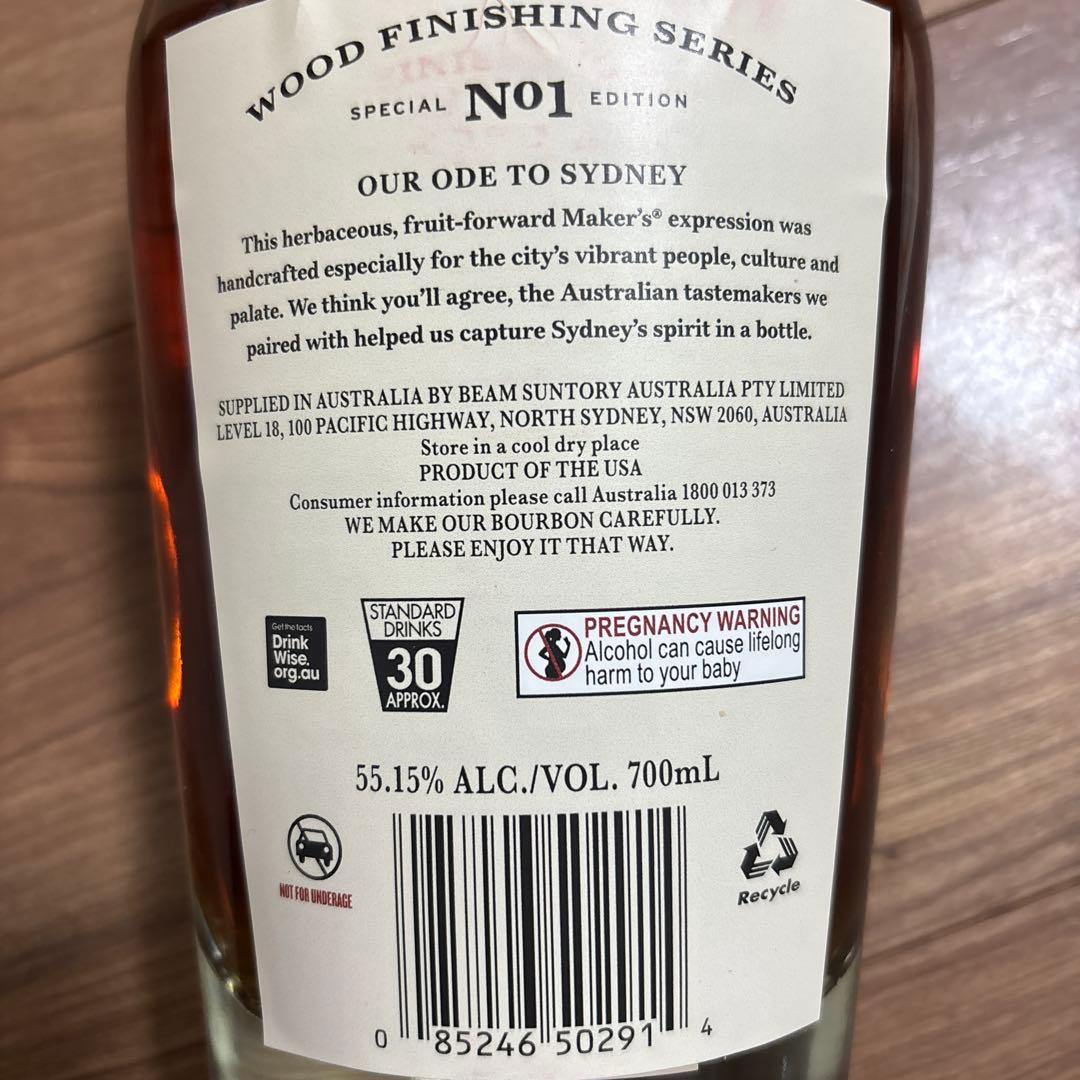 WOOD FINISHING SERIES
SPECIAL No1 EDITION
OUR ODE TO SYDNEY
This herbaceous, fruit-forward Maker's® expression was
handcrafted especially for the city's vibrant people, culture and
palate. We think you'll agree, the Australian tastemakers we
paired with helped us capture Sydney's spirit in a bottle.
SUPPLIED IN AUSTRALIA BY BEAM SUNTORY AUSTRALIA PTY LIMITED
LEVEL 18, 100 PACIFIC HIGHWAY, NORTH SYDNEY, NSW 2060, AUSTRALIA
Store in a cool dry place
PRODUCT OF THE USA
Consumer information please call Australia 1800 013 373
WE MAKE OUR BOURBON CAREFULLY.
PLEASE ENJOY IT THAT WAY.
Get the facts
Drink
Wise.
org.au
STANDARD
DRINKS
30
APPROX.
PREGNANCY WARNING
Alcohol can cause lifelong
harm to your baby
55.15% ALC./VOL. 700mL
NOT FOR UNDERAGE
Recycle
0 85246 50291 4